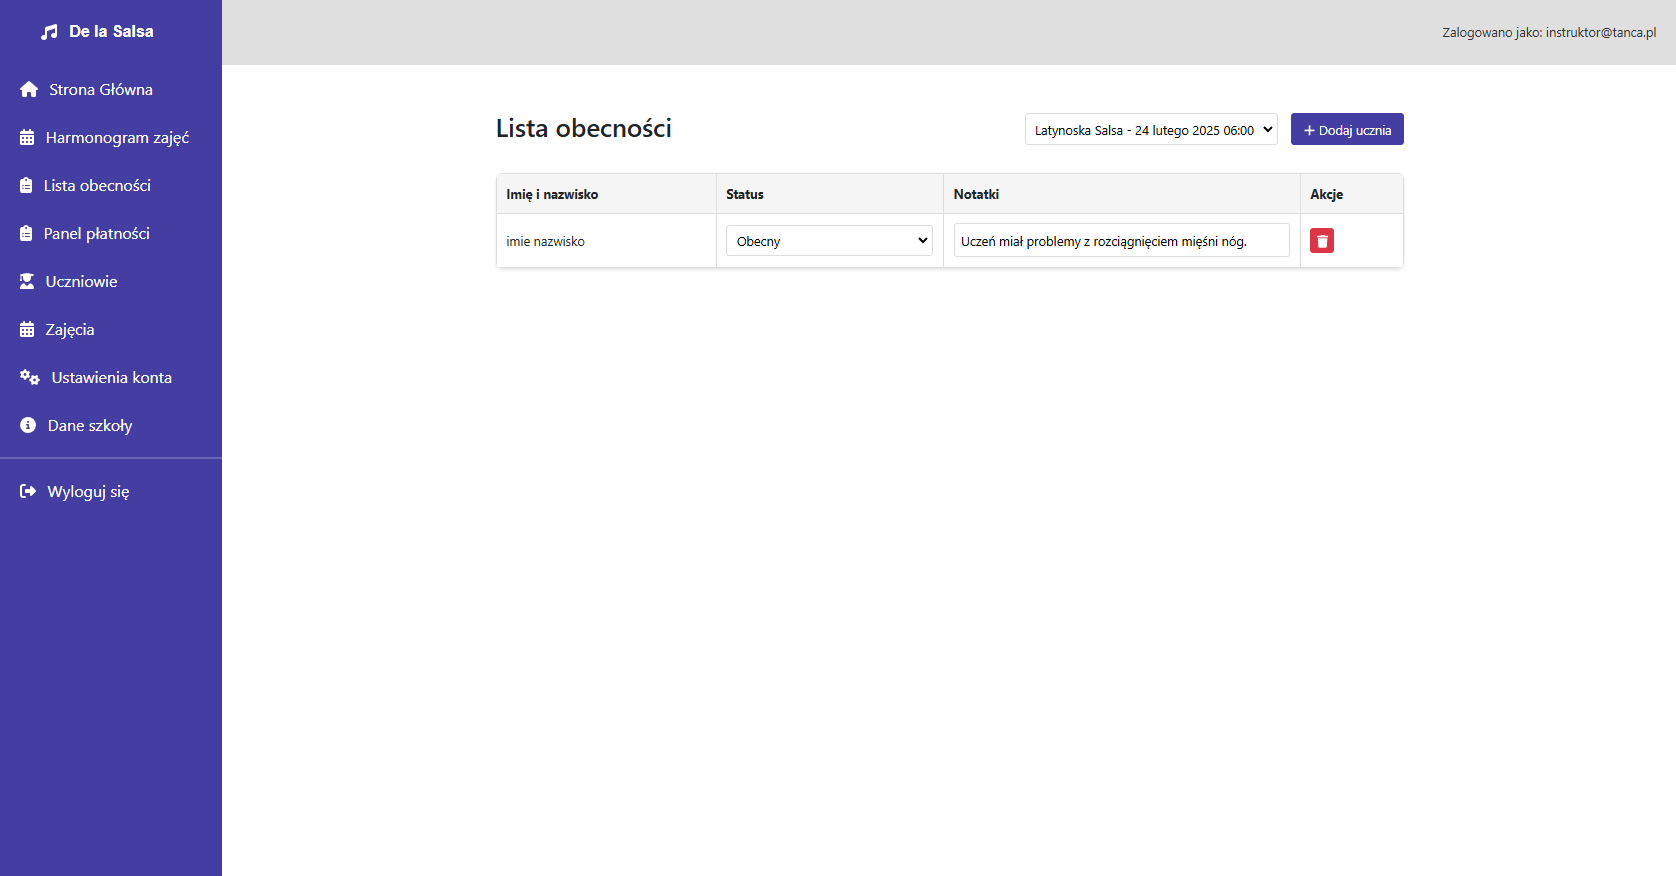 De la Salsa
Zalogowano jako: instruktor@tanca.pl
Strona Główna
Harmonogram zajęć
Lista obecności
Panel płatności
Uczniowie
Zajęcia
Ustawienia konta
Dane szkoły
Wyloguj się
Lista obecności
Latynoska Salsa - 24 lutego 2025 06:00
+ Dodaj ucznia
Imię i nazwisko Status Notatki Akcje
imie nazwisko Obecny Uczeń miał problemy z rozciągnięciem mięśni nóg.